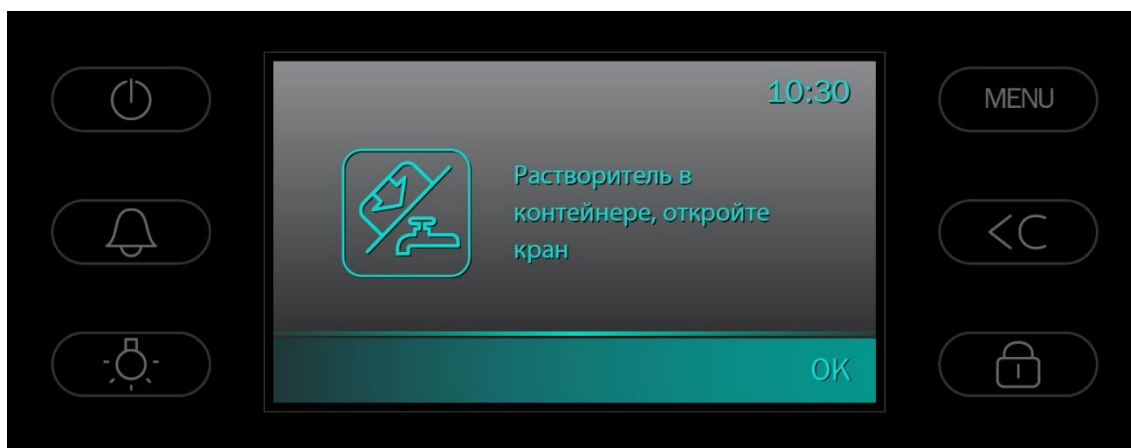 10:30
MENU
Растворитель в
контейнере, откройте
кран
<C
OK